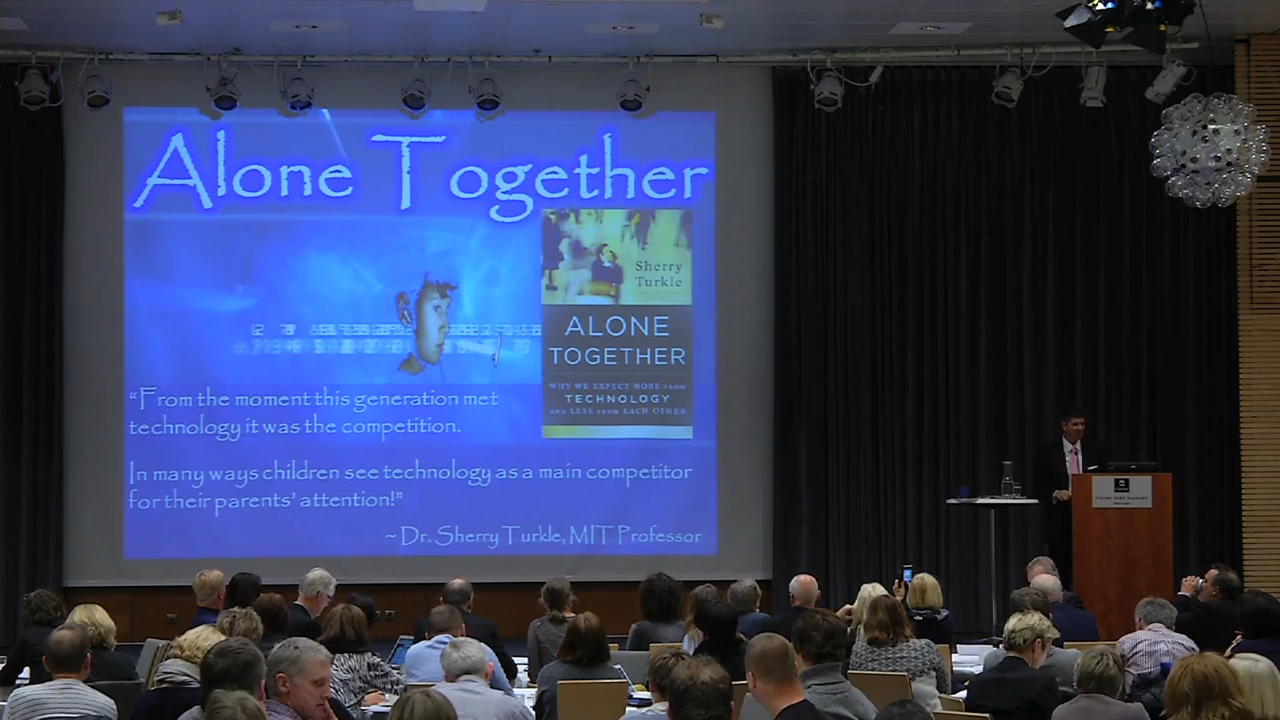 Alone Together
Sherry
Turkle
ALONE
TOGETHER
WHY WE EXPECT MORE FROM
TECHNOLOGY
AND LESS FROM EACH OTHER
“From the moment this generation met
technology it was the competition.
In many ways children see technology as a main competitor
for their parents’ attention!”
~ Dr. Sherry Turkle, MIT Professor